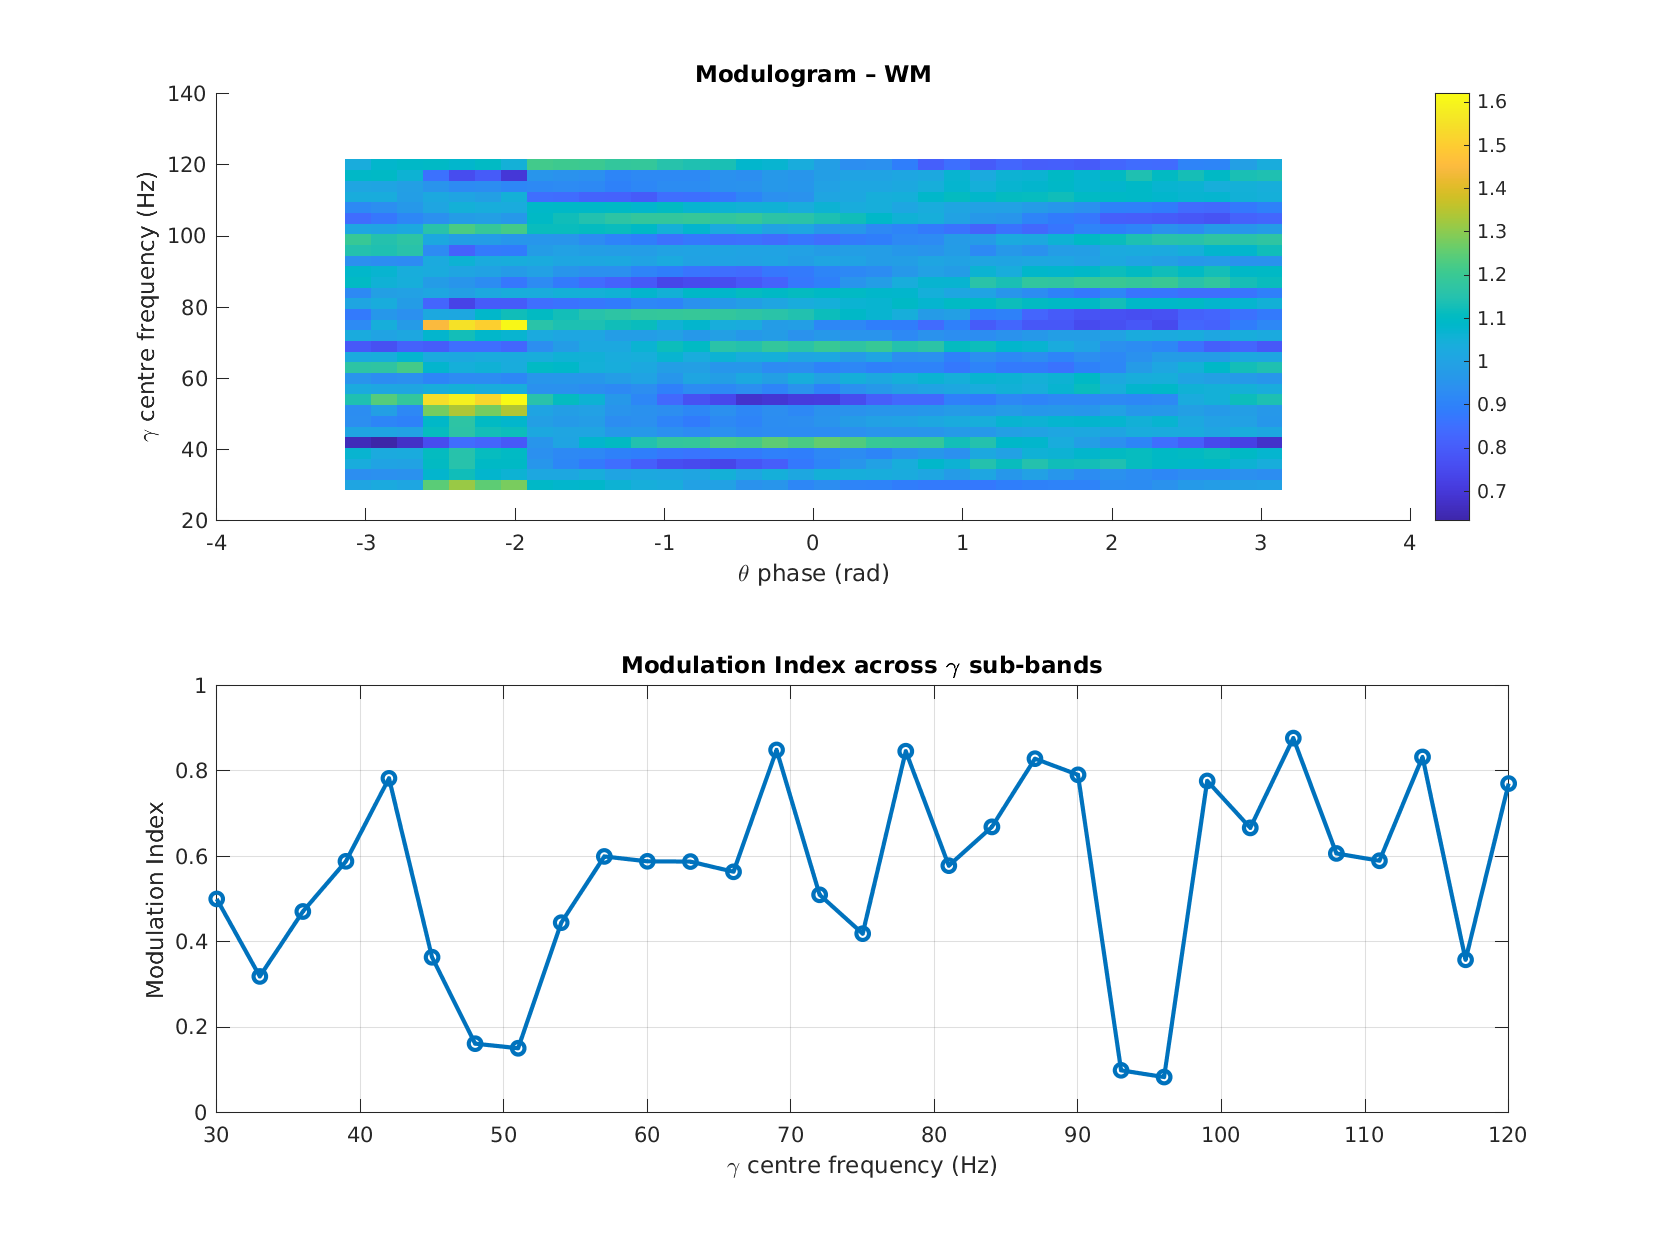 Modulogram – WM
γ centre frequency (Hz)
140
120
100
80
60
40
20
-4 -3 -2 -1 0 1 2 3 4
θ phase (rad)
1.6
1.5
1.4
1.3
1.2
1.1
1
0.9
0.8
0.7
Modulation Index across γ sub-bands
Modulation Index
1
0.8
0.6
0.4
0.2
0
30 40 50 60 70 80 90 100 110 120
γ centre frequency (Hz)